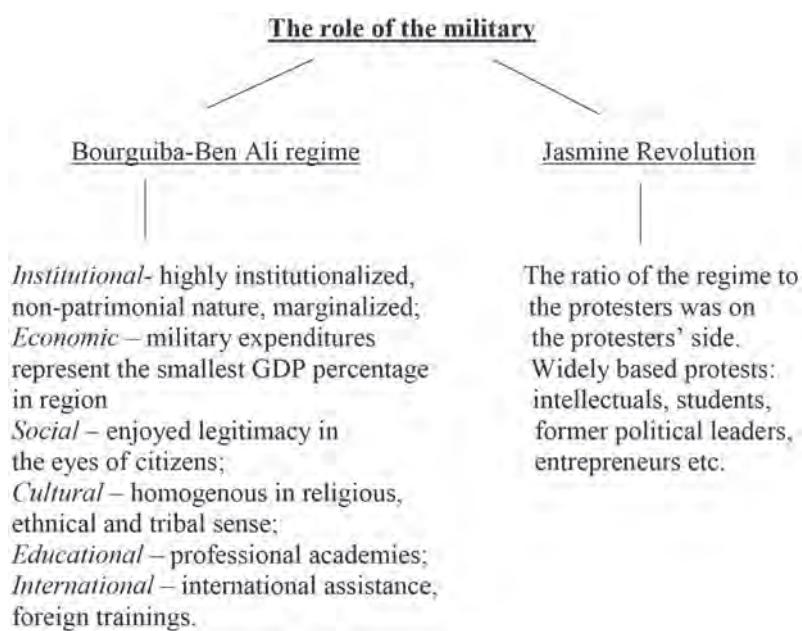 The role of the military
Bourguiba-Ben Ali regime
Institutional- highly institutionalized,
non-patrimonial nature, marginalized;
Economic – military expenditures
represent the smallest GDP percentage
in region
Social – enjoyed legitimacy in
the eyes of citizens;
Cultural – homogenous in religious,
ethnical and tribal sense;
Educational – professional academies;
International – international assistance,
foreign trainings.
Jasmine Revolution
The ratio of the regime to
the protesters was on
the protesters’ side.
Widely based protests:
intellectuals, students,
former political leaders,
entrepreneurs etc.